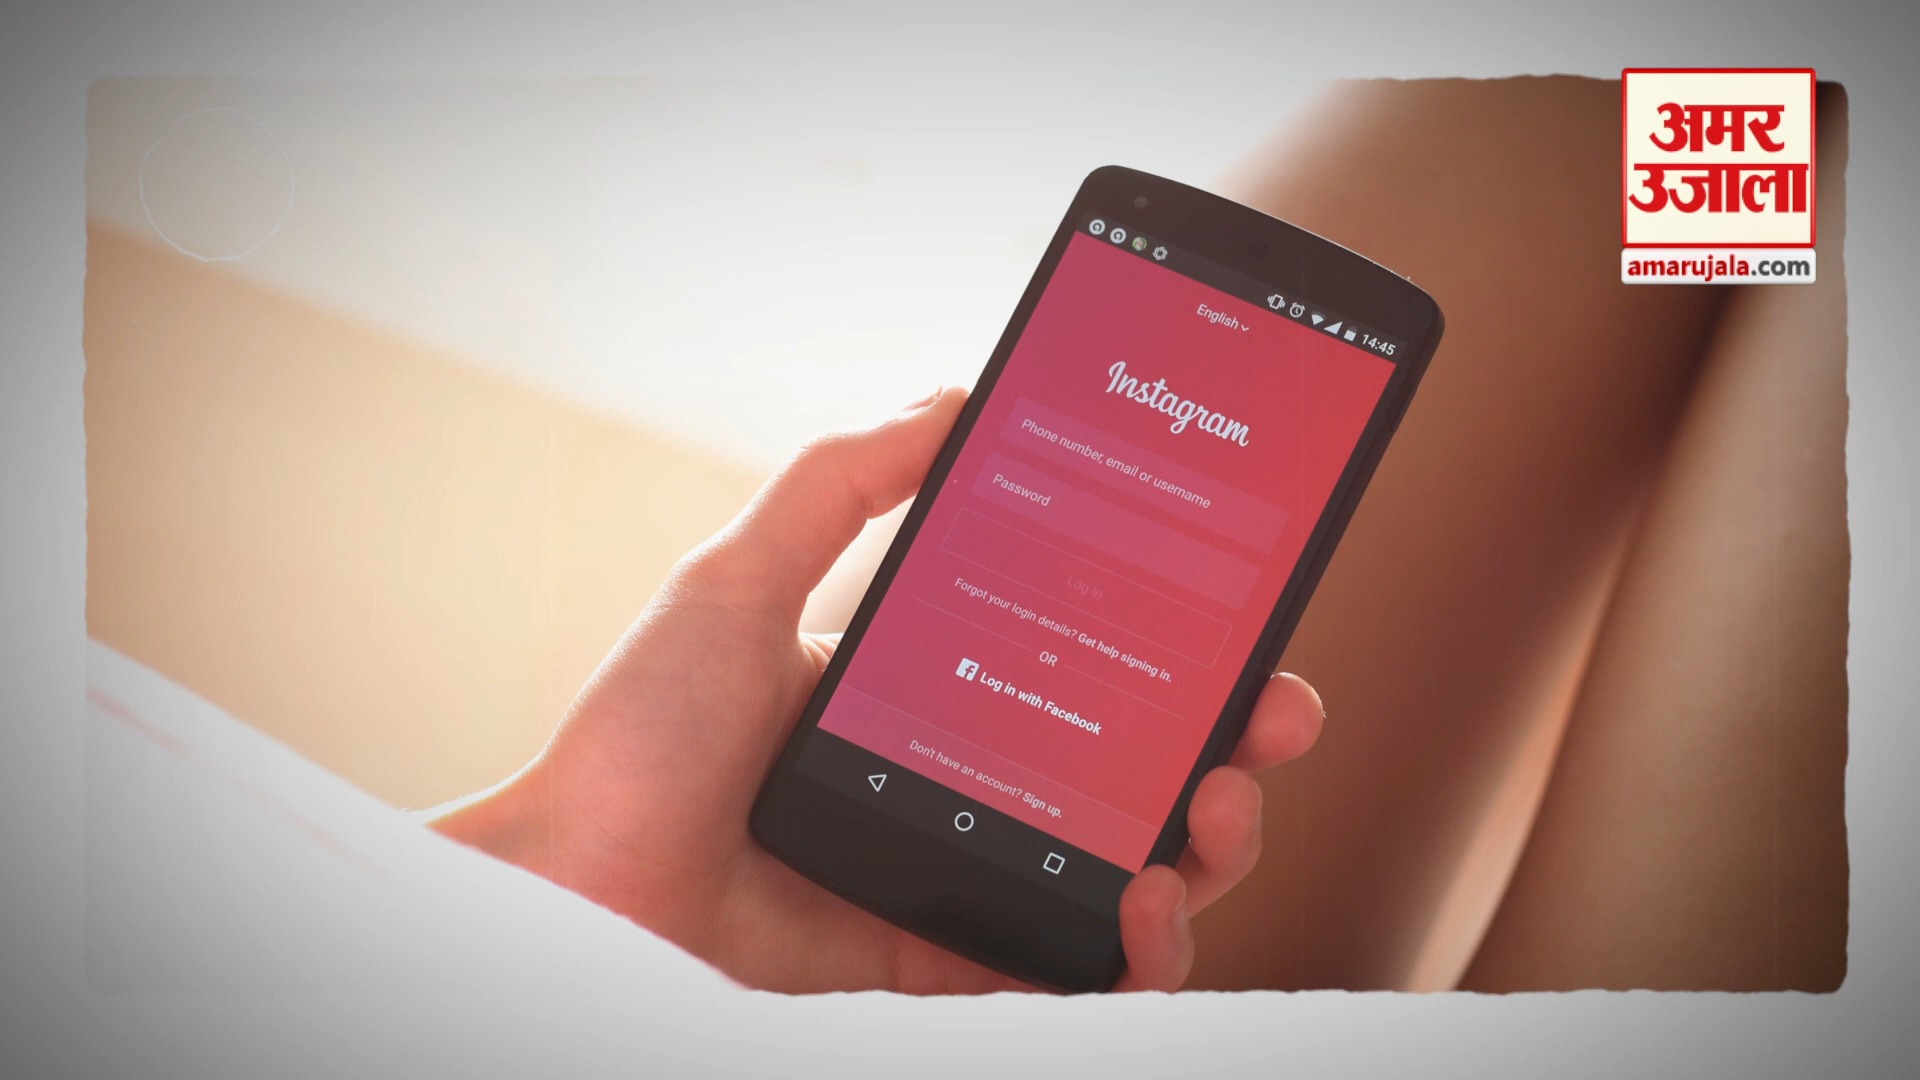 अमर
उजाला
amarujala.com
14:45
English
Instagram
Phone number, email or username
Password
Log In
Forgot your login details? Get help signing in.
OR
Log in with Facebook
Don't have an account? Sign up.